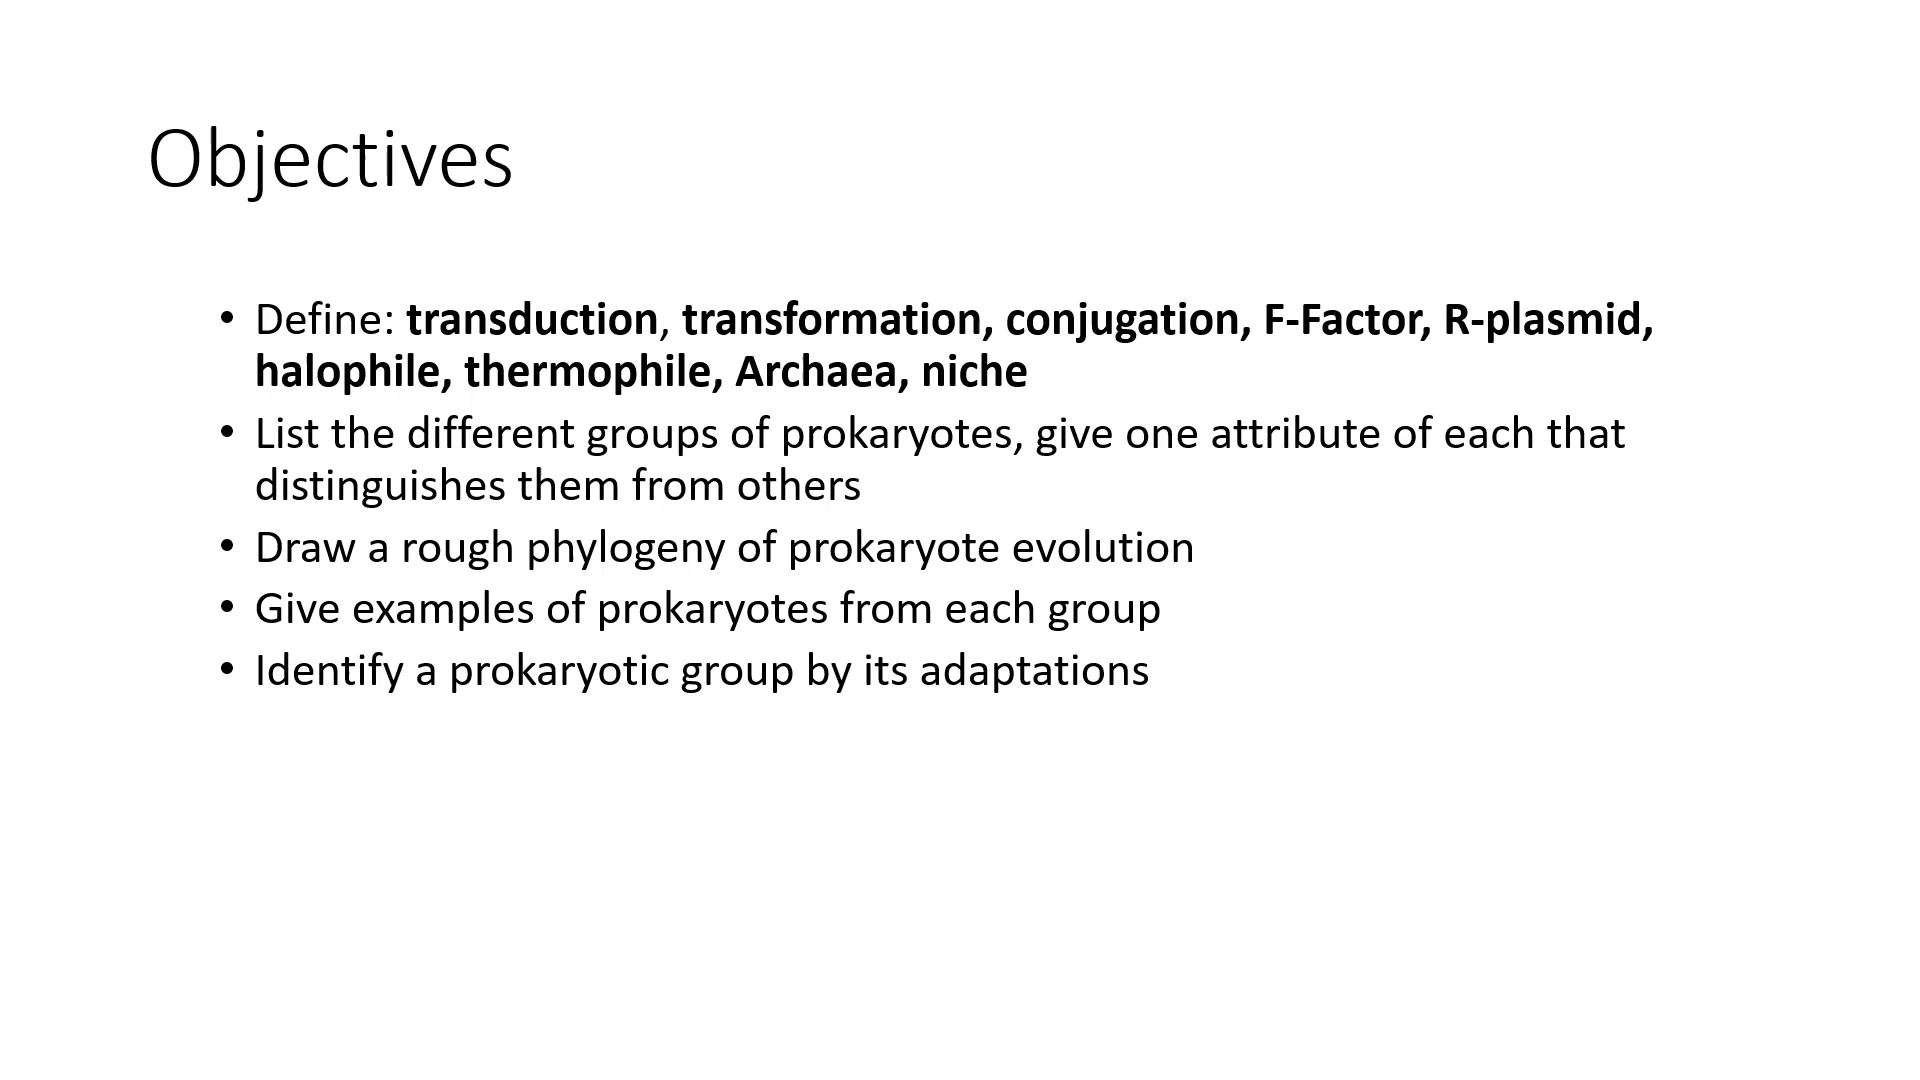 Objectives
• Define: transduction, transformation, conjugation, F-Factor, R-plasmid,
halophile, thermophile, Archaea, niche
• List the different groups of prokaryotes, give one attribute of each that
distinguishes them from others
• Draw a rough phylogeny of prokaryote evolution
• Give examples of prokaryotes from each group
• Identify a prokaryotic group by its adaptations